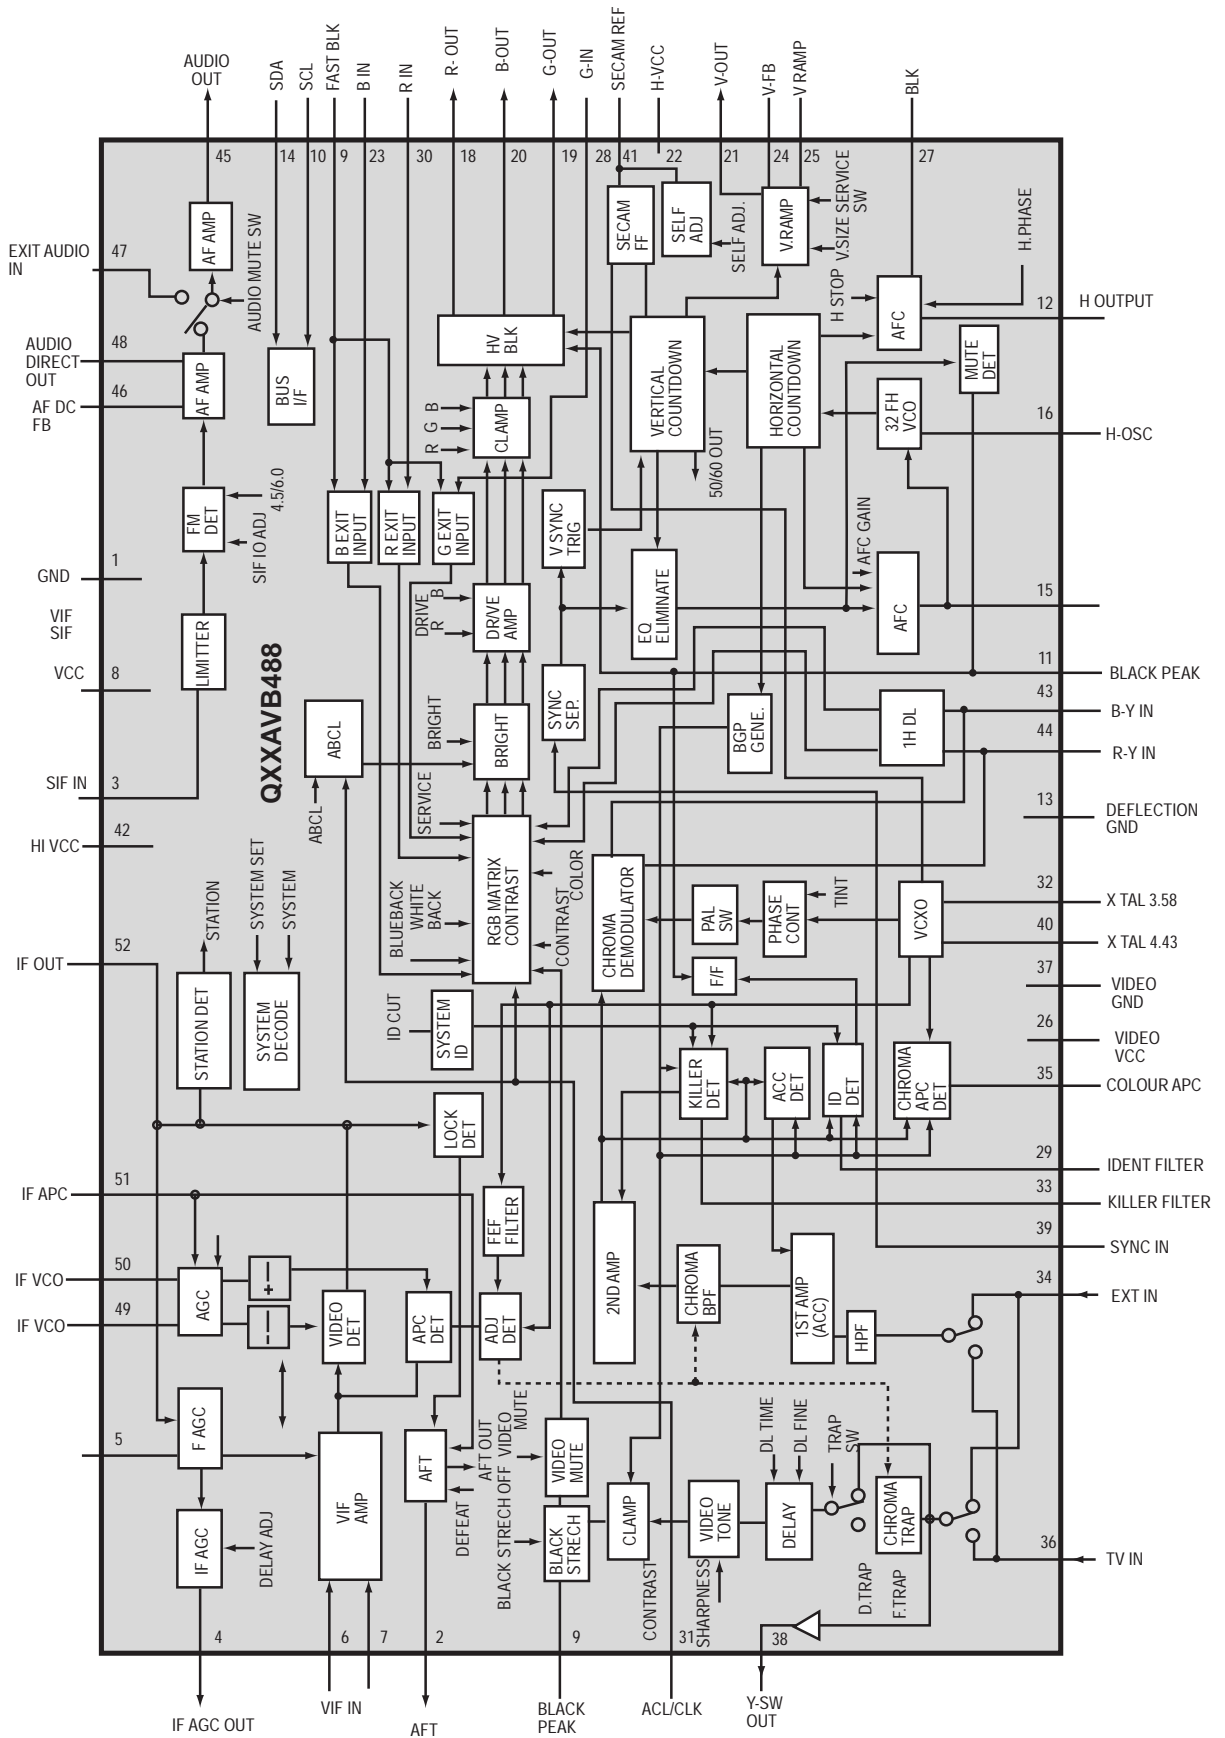 AUDIO
OUT
SDA
SCL
FAST BLK
B IN
R IN
R- OUT
B-OUT
G-OUT
G-IN
SECAM REF
H-VCC
V-OUT
V-FB
V RAMP
BLK
45
14
10
9
23
30
18
20
19
28
41
22
21
24
25
27
EXIT AUDIO
IN
47
AF AMP
AUDIO MUTE SW
SECAM
FF
SELF
ADJ
SELF ADJ.
V.RAMP
V.SIZE SERVICE
SW
H.PHASE
H STOP
AFC
12
H OUTPUT
AUDIO
DIRECT
OUT
48
46
AF DC
FB
AF AMP
BUS
I/F
HV
BLK
VERTICAL
COUNTDOWN
HORIZONTAL
COUNTDOWN
MUTE
DET
32 FH
VCO
16
H-OSC
R G B
CLAMP
50/60 OUT
FM
DET
4.5/6.0
SIF IO ADJ
B EXIT
INPUT
R EXIT
INPUT
G EXIT
INPUT
V SYNC
TRIG
AFC GAIN
1
GND
VIF
SIF
VCC
8
LIMITTER
QXXAVB488
DRIVE
R B
DR/VE
AMP
EQ
ELIMINATE
AFC
15
11
BLACK PEAK
43
B-Y IN
44
R-Y IN
ABCL
BRIGHT
BRIGHT
SYNC
SEP.
BGP
GENE.
1H DL
SIF IN
3
ABCL
SERVICE
13
DEFLECTION
GND
42
HI VCC
STATION
SYSTEM SET
SYSTEM
BLUEBACK
WHITE
BACK
RGB MATRIX
CONTRAST
CONTRAST
COLOR
CHROMA
DEMODULATOR
PAL
SW
PHASE
CONT
TINT
VCXO
32
X TAL 3.58
40
X TAL 4.43
52
IF OUT
STATION DET
SYSTEM
DECODE
ID CUT
SYSTEM
ID
F/F
37
VIDEO
GND
26
VIDEO
VCC
KILLER
DET
ACC
DET
ID
DET
CHROMA
APC
DET
35
COLOUR APC
LOCK
DET
29
IDENT FILTER
51
IF APC
33
KILLER FILTER
FEF
FILTER
39
SYNC IN
50
IF VCO
49
IF VCO
AGC
+
VIDEO
DET
APC
DET
ADJ
DET
2ND AMP
CHROMA
BPF
1ST AMP
(ACC)
HPF
34
EXT IN
F AGC
5
VIF
AMP
AFT
AFT OUT
DEFEAT
BLACK STRECH OFF
VIDEO
MUTE
VIDEO
MUTE
BLACK
STRECH
CLAMP
VIDEO
TONE
DL TIME
DL FINE
DELAY
TRAP
SW
CHROMA
TRAP
IF AGC
DELAY ADJ
CONTRAST
SHARPNESS
D.TRAP
F.TRAP
36
TV IN
4
6
7
2
9
31
38
IF AGC OUT
VIF IN
AFT
BLACK
PEAK
ACL/CLK
Y-SW
OUT